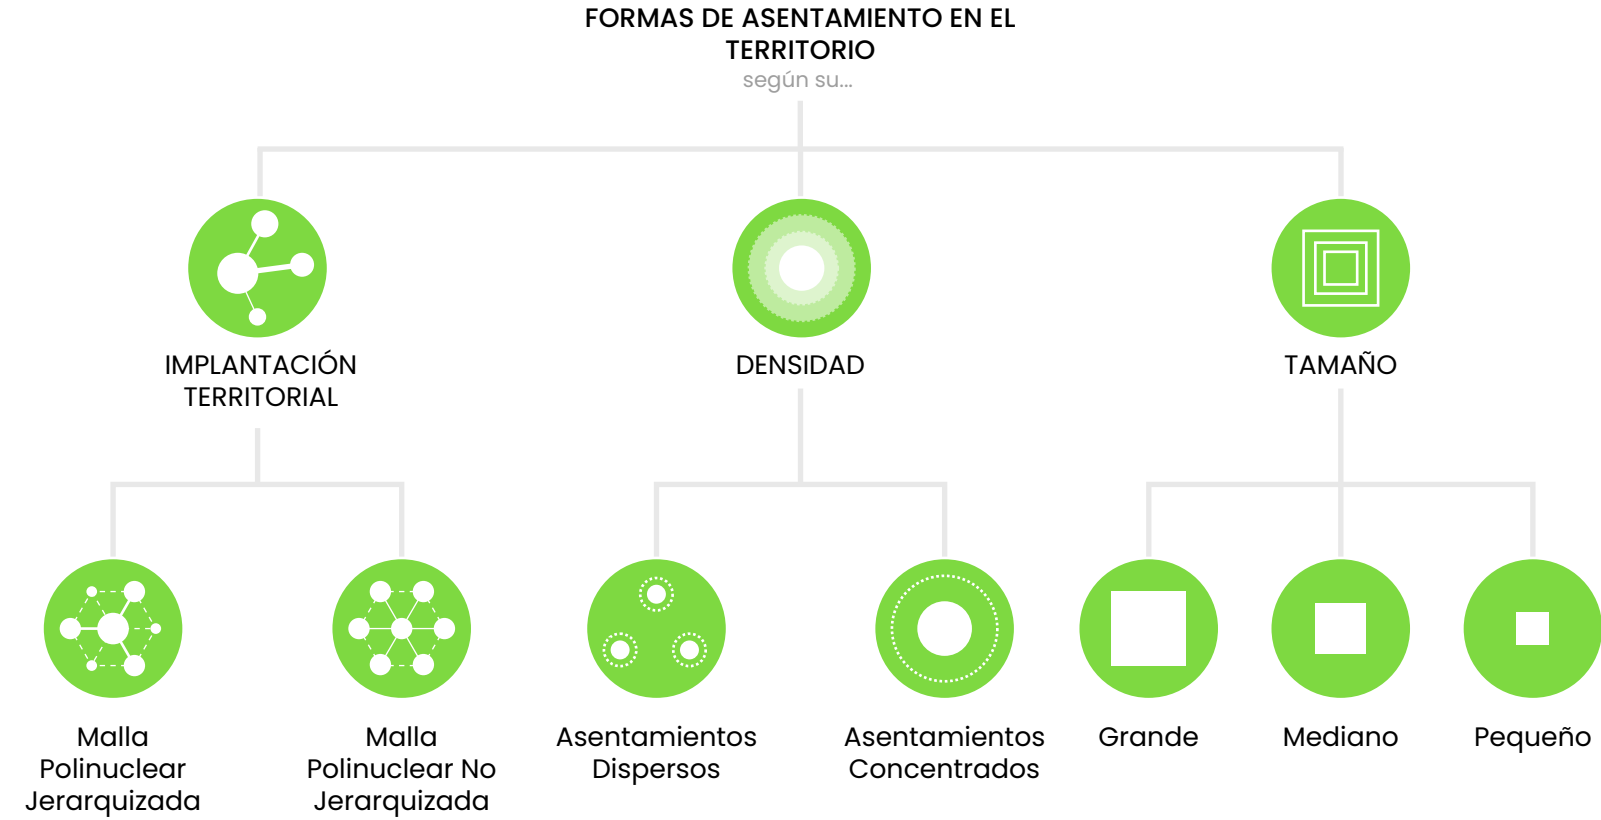 FORMAS DE ASENTAMIENTO EN EL
TERRITORIO
según su...
IMPLANTACIÓN
TERRITORIAL
DENSIDAD
TAMAÑO
Malla
Polinuclear
Jerarquizada
Malla
Polinuclear No
Jerarquizada
Asentamientos
Dispersos
Asentamientos
Concentrados
Grande
Mediano
Pequeño